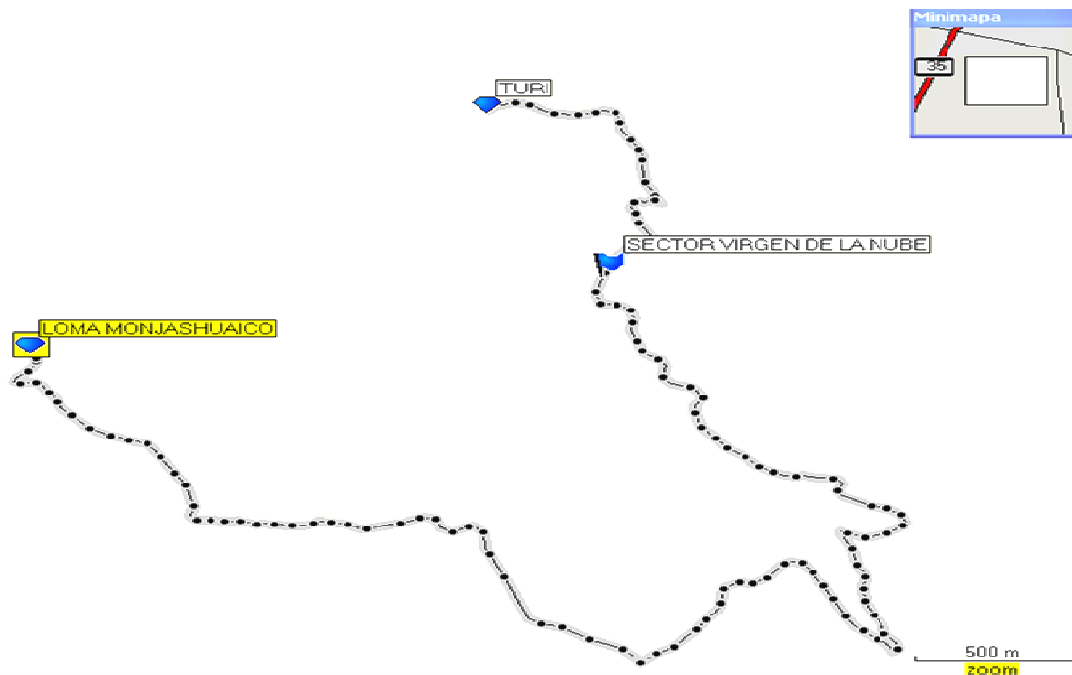 Minimapa
35
TURI
SECTOR VIRGEN DE LA NUBE
LOMA MONJASHUAICO
500 m
zoom